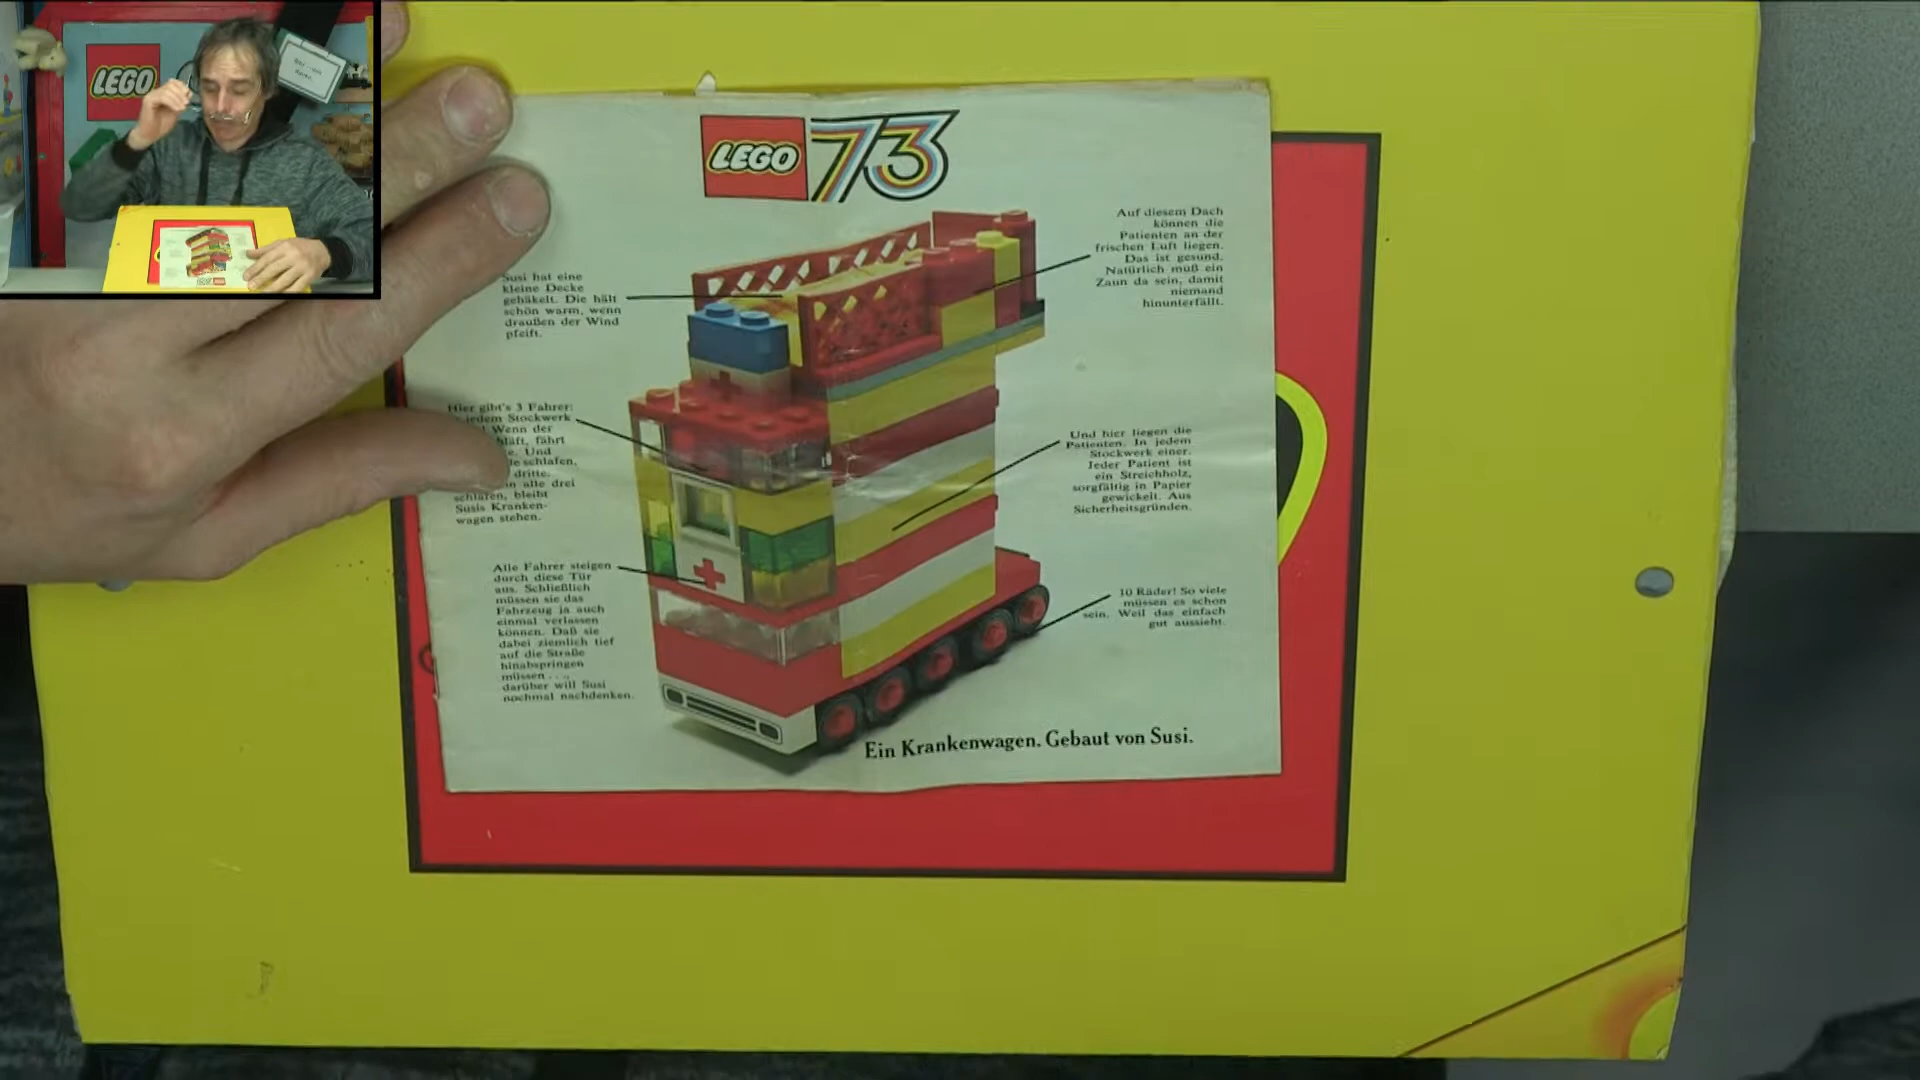 LEGO
LEGO 73
Auf diesem Dach
können die
Patienten an der
frischen Luft liegen.
Das ist gesund.
Natürlich muß ein
Zaun da sein, damit
niemand
hinunterfällt.
Susi hat eine
kleine Decke
gehäkelt. Die hält
schön warm, wenn
draußen der Wind
pfeift.
Hier gibt's 3 Fahrer:
jedem Stockwerk
Wenn der
fährt
Und
schlafen,
dritte.
alle drei
schlafen, bleibt
Susis Kranken-
wagen stehen.
Und hier liegen die
Patienten. In jedem
Stockwerk einer.
Jeder Patient ist
ein Streichholz,
sorgfältig in Papier
gewickelt. Aus
Sicherheitsgründen.
Alle Fahrer steigen
durch diese Tür
aus. Schließlich
müssen sie das
Fahrzeug ja auch
einmal verlassen
können. Daß sie
dabei ziemlich tief
auf die Straße
hinabspringen
müssen . . .,
darüber will Susi
nochmal nachdenken.
10 Räder! So viele
müssen es schon
sein. Weil das einfach
gut aussieht.
Ein Krankenwagen. Gebaut von Susi.